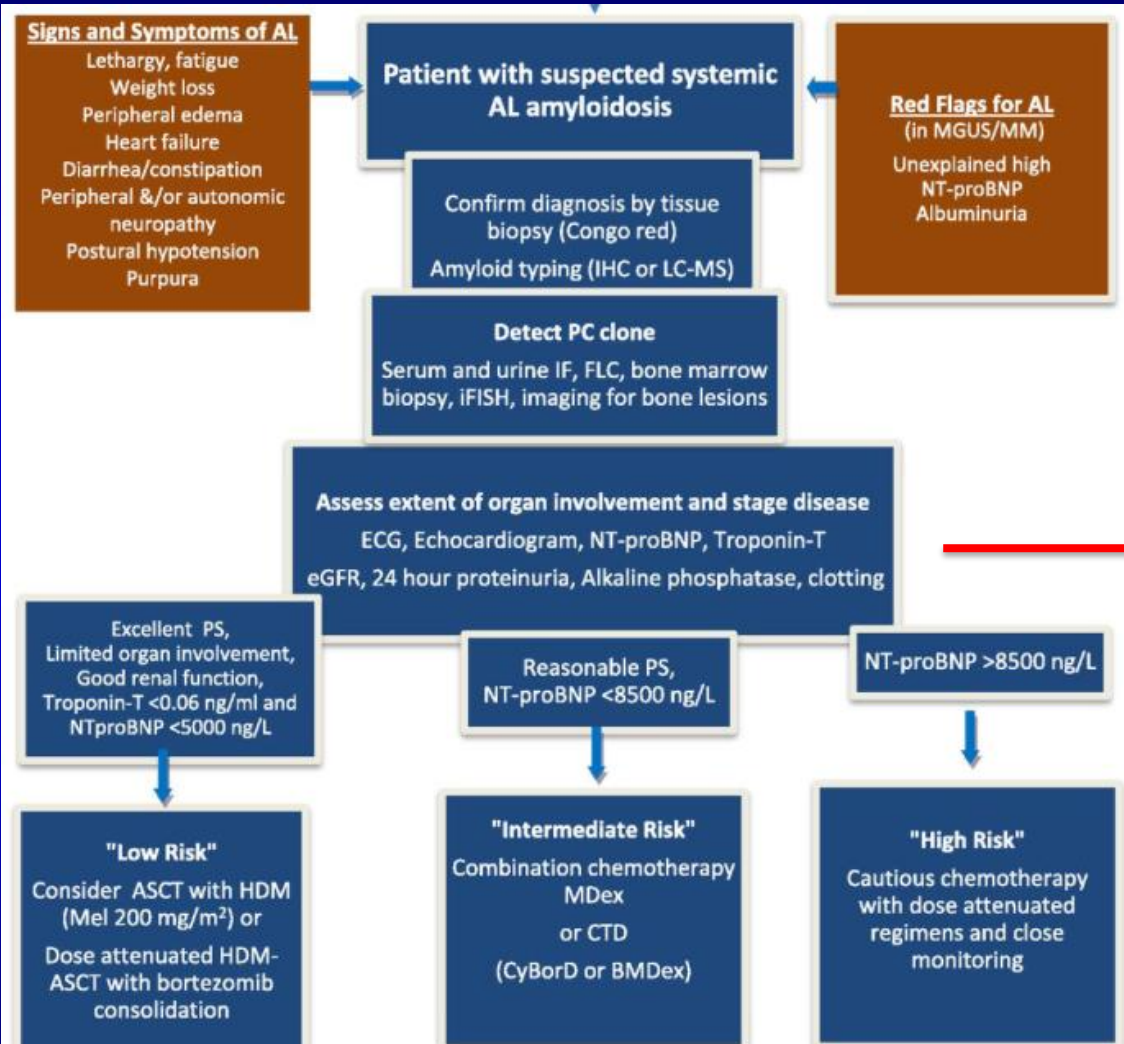 Signs and Symptoms of AL
Lethargy, fatigue
Weight loss
Peripheral edema
Heart failure
Diarrhea/constipation
Peripheral &/or autonomic
neuropathy
Postural hypotension
Purpura
Patient with suspected systemic
AL amyloidosis
Red Flags for AL
(in MGUS/MM)
Unexplained high
NT-proBNP
Albuminuria
Confirm diagnosis by tissue
biopsy (Congo red)
Amyloid typing (IHC or LC-MS)
Detect PC clone
Serum and urine IF, FLC, bone marrow
biopsy, iFISH, imaging for bone lesions
Assess extent of organ involvement and stage disease
ECG, Echocardiogram, NT-proBNP, Troponin-T
eGFR, 24 hour proteinuria, Alkaline phosphatase, clotting
Excellent PS,
Limited organ involvement,
Good renal function,
Troponin-T <0.06 ng/ml and
NTproBNP <5000 ng/L
Reasonable PS,
NT-proBNP <8500 ng/L
NT-proBNP >8500 ng/L
"Low Risk"
Consider ASCT with HDM
(Mel 200 mg/m²) or
Dose attenuated HDM-
ASCT with bortezomib
consolidation
"Intermediate Risk"
Combination chemotherapy
MDex
or CTD
(CyBorD or BMDex)
"High Risk"
Cautious chemotherapy
with dose attenuated
regimens and close
monitoring